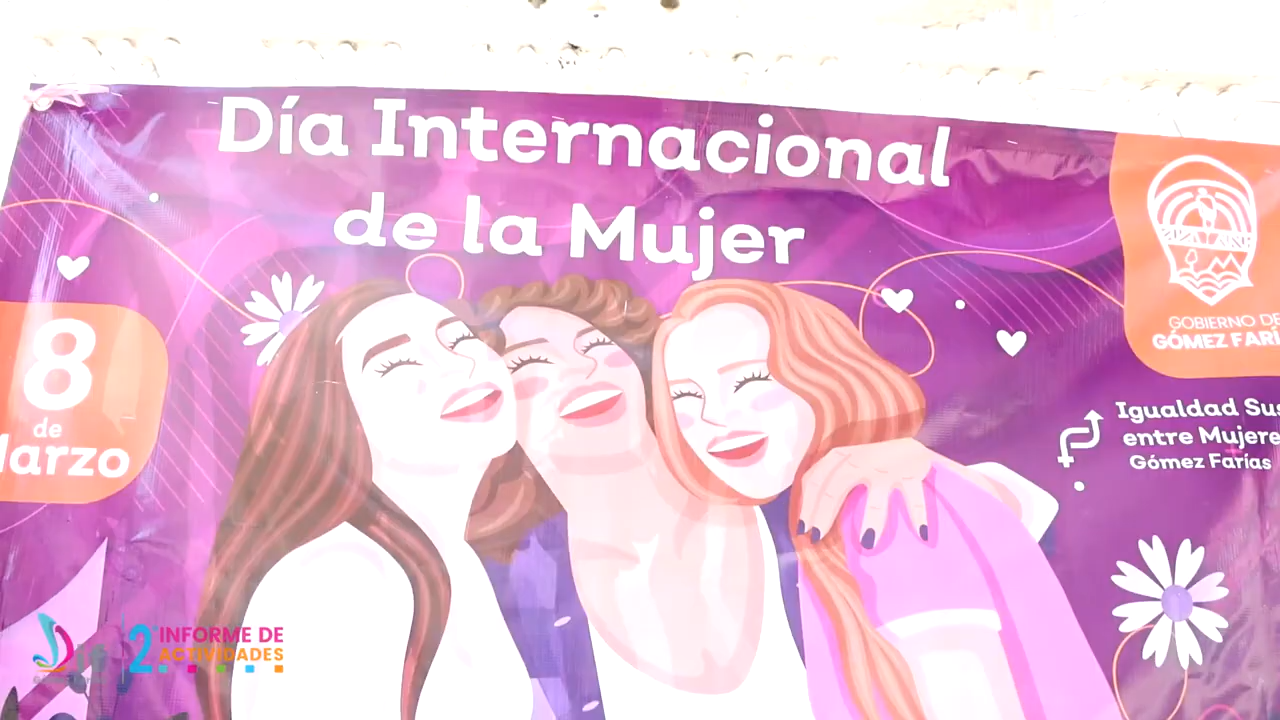 Día Internacional
de la Mujer
8
de
Marzo
GOBIERNO DE
GÓMEZ FARÍ
Igualdad Sus
entre Mujere
Gómez Farías
2° INFORME DE
ACTIVIDADES